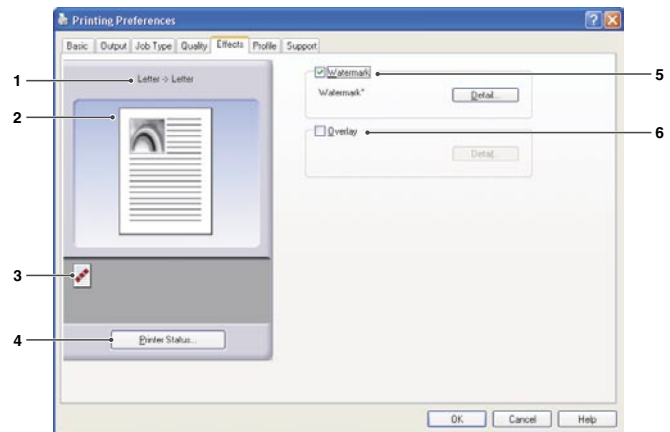 Printing Preferences
Basic Output Job Type Quality Effects Profile Support
1
Letter -> Letter
2
3
4
Printer Status...
Watermark
5
Watermark"
Detail...
Overlay
6
Detail...
OK Cancel Help